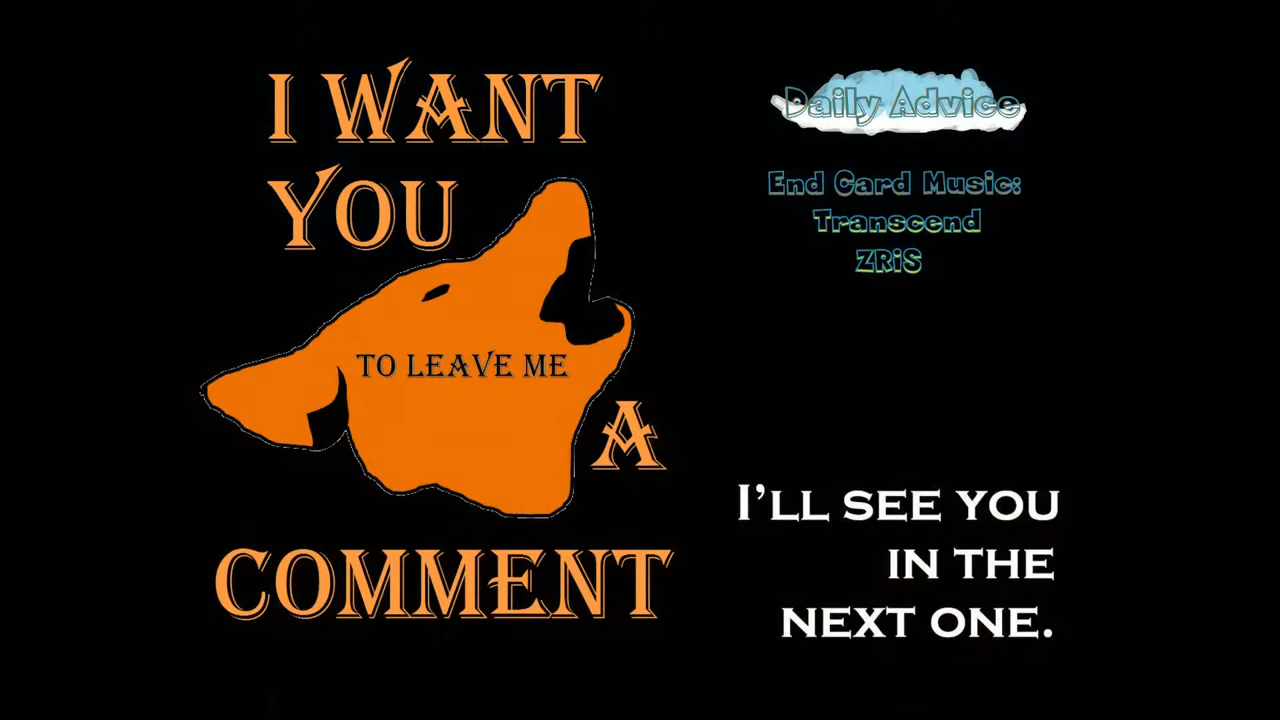 I WANT
YOU
TO LEAVE ME
A
COMMENT
Daily Advice
End Card Music:
Transcend
ZRiS
I'LL SEE YOU
IN THE
NEXT ONE.